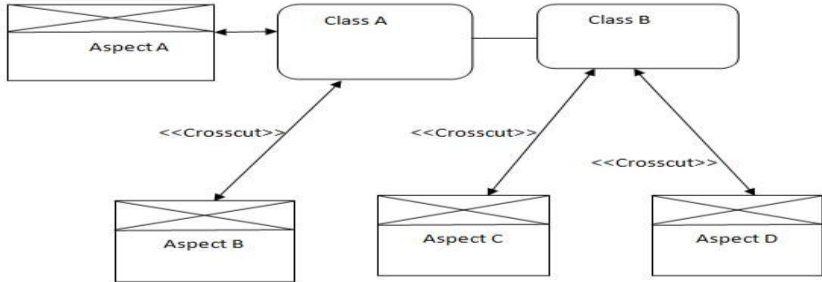 Class A
Class B
Aspect A
<<Crosscut>>
<<Crosscut>>
<<Crosscut>>
Aspect B
Aspect C
Aspect D